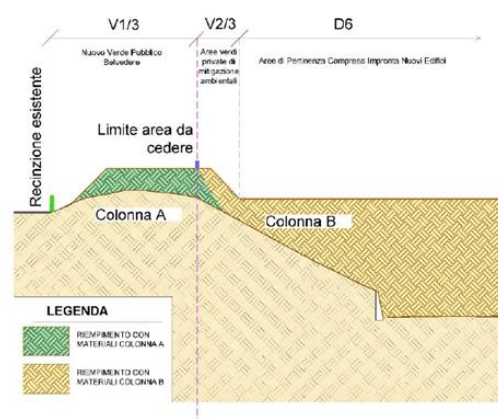 V1/3
V2/3
D6
Nuovo Verde Pubblico
Belvedere
Aree verdi
private di
mitigazione
ambientali
Aree di Pertinenza Compresa Impronta Nuovi Edifici
Recinzione esistente
Limite area da
cedere
Colonna A
Colonna B
LEGENDA
RIEMPIMENTO CON
MATERIALI COLONNA A
RIEMPIMENTO CON
MATERIALI COLONNA B